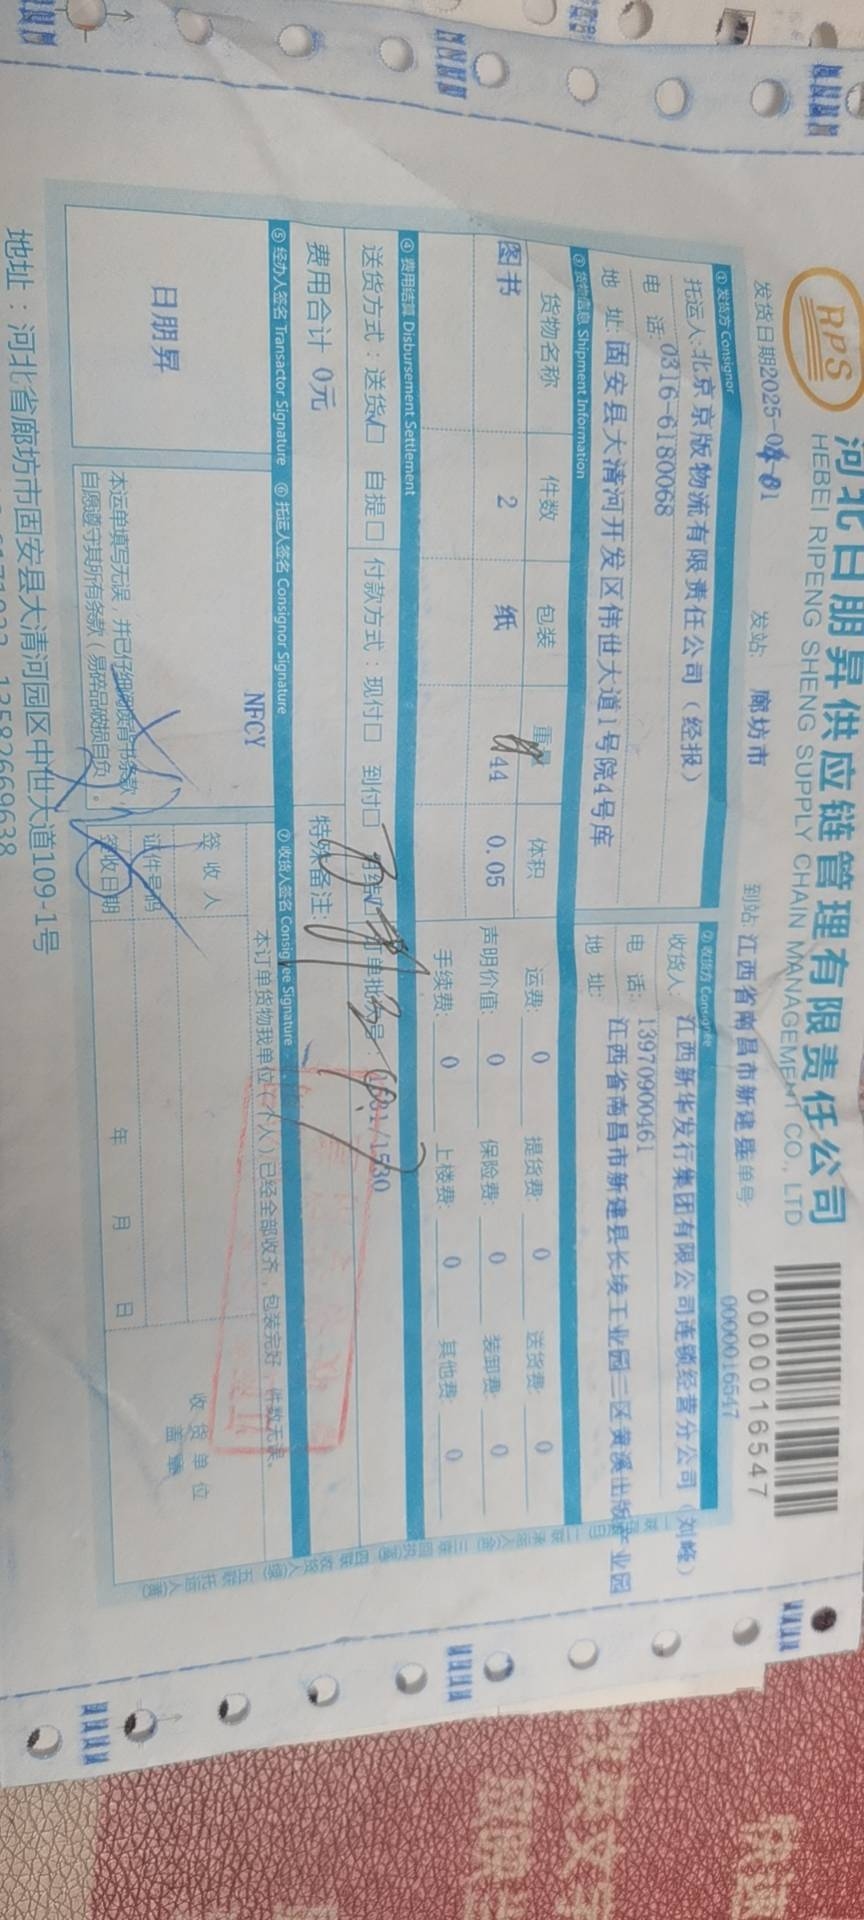 RPS
河北日朋昇供应链管理有限责任公司
HEBEI RIPENG SHENG SUPPLY CHAIN MANAGEMENT CO., LTD
0000016547
发货日期2025-0
发站: 廊坊市
到站:江西省南昌市新建县 单号:
0000016547
① 发货方 Consignor
② 收货方 Consignee
托运人:北京京版物流有限责任公司(经报)
收货人: 江西新华发行集团有限公司连锁经营分公司(刘峰)
电 话: 0316-6180068
电 话: 13970900461
地 址: 固安县大清河开发区伟世大道1号院4号库
地 址: 江西省南昌市新建县长埈工业园二区黄溪出版产业园
③ 货物信息 Shipment Information
货物名称 件数 包装 重量 体积
运费: 0 提货费: 0 送货费: 0
图书 2 纸 44 0.05
声明价值: 0 保险费: 0 装卸费: 0
手续费: 0 上楼费: 0 其他费: 0
④ 费用结算 Disbursement Settlement
送货方式:送货☑ 自提□ 付款方式:现付□ 到付□
费用合计 0元
特殊备注:
⑤ 经办人签名 Transactor Signature
⑥ 托运人签名 Consignor Signature
⑦ 收货人签名 Consignee Signature
本订单货物我单位(个人)已经全部收齐,包装完好,件数无误。
日朋昇
NFCY
签 收 人
收 货 单 位
盖 章
证件号码
签收日期 年 月 日
本运单填写无误,并已仔细阅读背书条款,
自愿遵守其所有条款(易碎品破损自负)。
地址:河北省廊坊市固安县大清河园区中世大道109-1号
13582669638